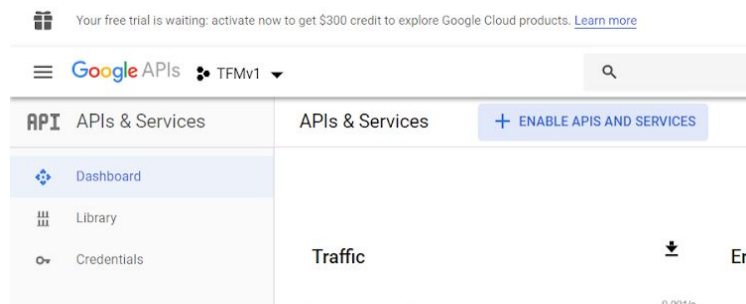 Your free trial is waiting: activate now to get $300 credit to explore Google Cloud products. Learn more
Google APIs TFMv1
API APIs & Services
APIs & Services
+ ENABLE APIS AND SERVICES
Dashboard
Library
Credentials
Traffic